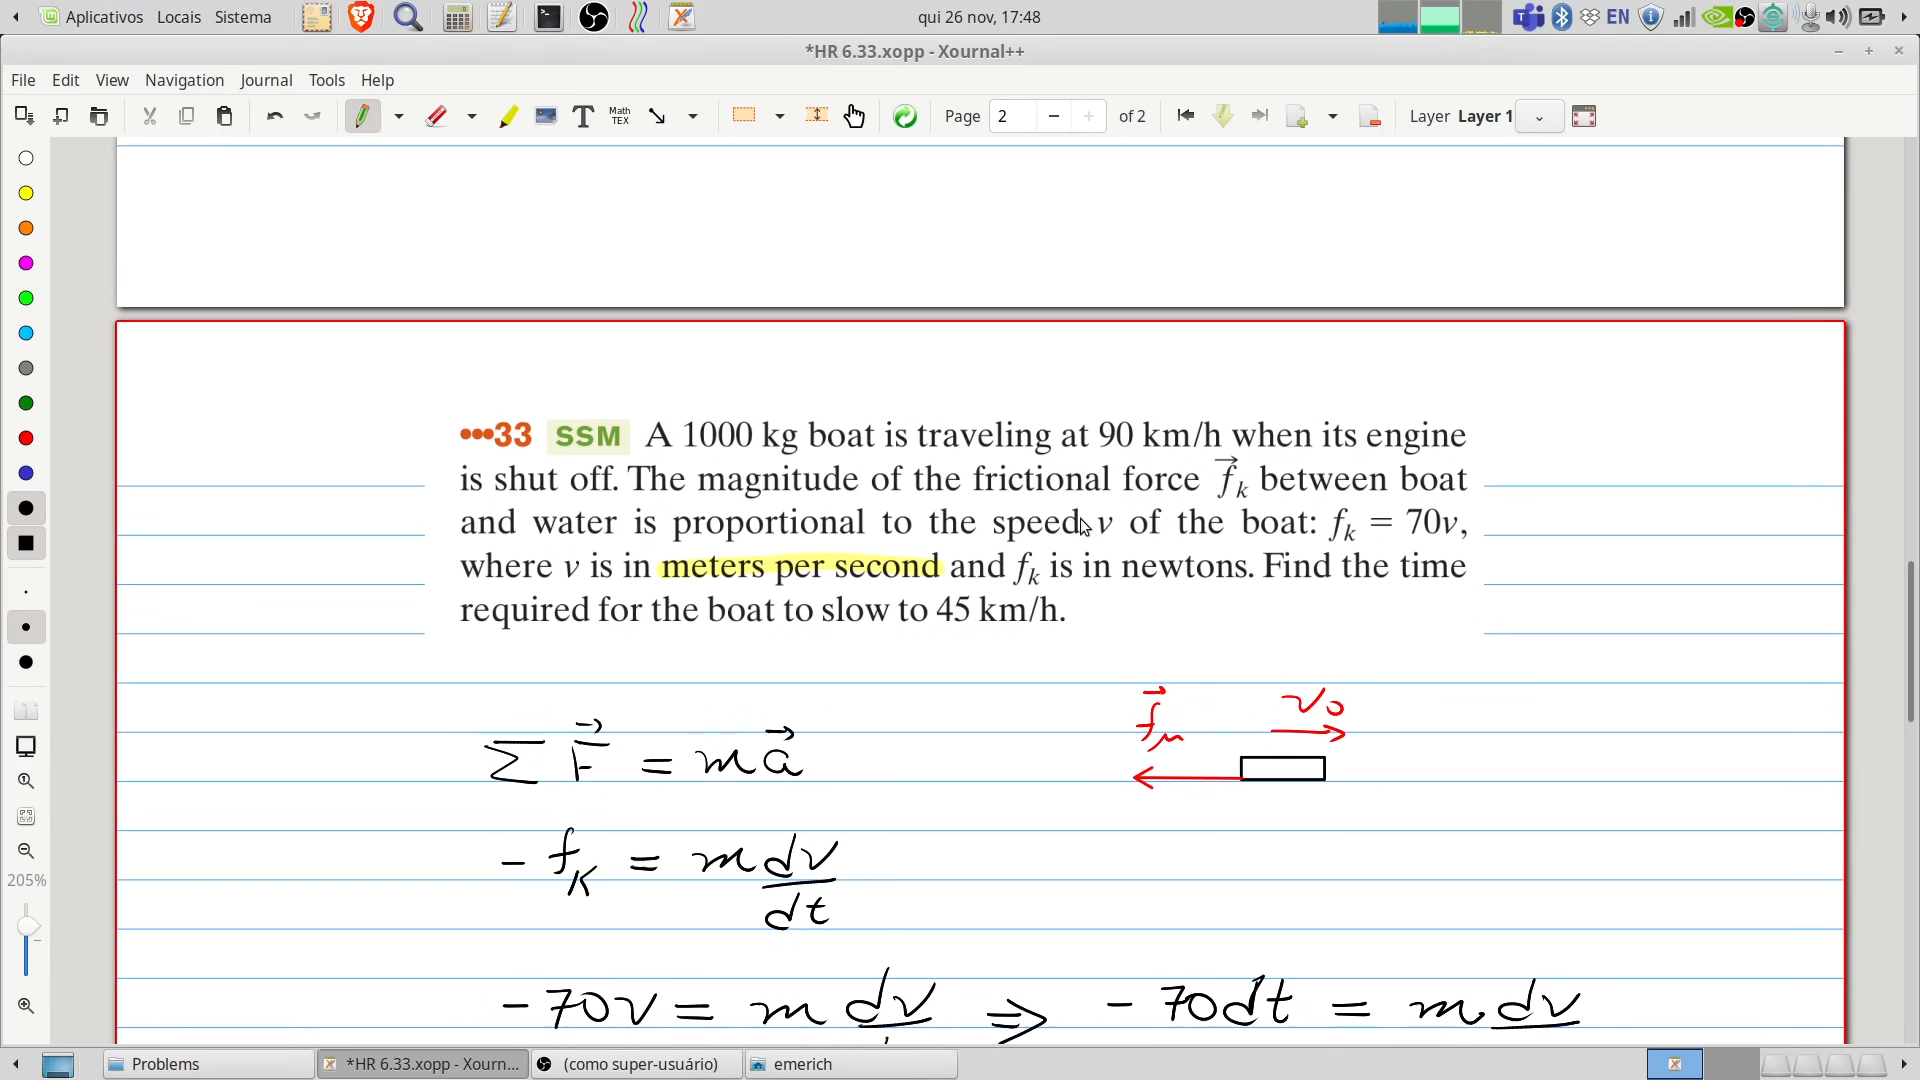 Aplicativos Locais Sistema
qui 26 nov, 17:48
EN
*HR 6.33.xopp - Xournal++
File Edit View Navigation Journal Tools Help
T Math TEX Page 2 of 2 Layer Layer 1
•••33 SSM A 1000 kg boat is traveling at 90 km/h when its engine
is shut off. The magnitude of the frictional force f⃗ₖ between boat
and water is proportional to the speed v of the boat: fₖ = 70v,
where v is in meters per second and fₖ is in newtons. Find the time
required for the boat to slow to 45 km/h.
Σ F⃗ = m a⃗
- f_K = m dv/dt
- 70v = m dv ⇒ - 70dt = m dv
v₀
205%
Problems
*HR 6.33.xopp - Xourn...
(como super-usuário)
emerich